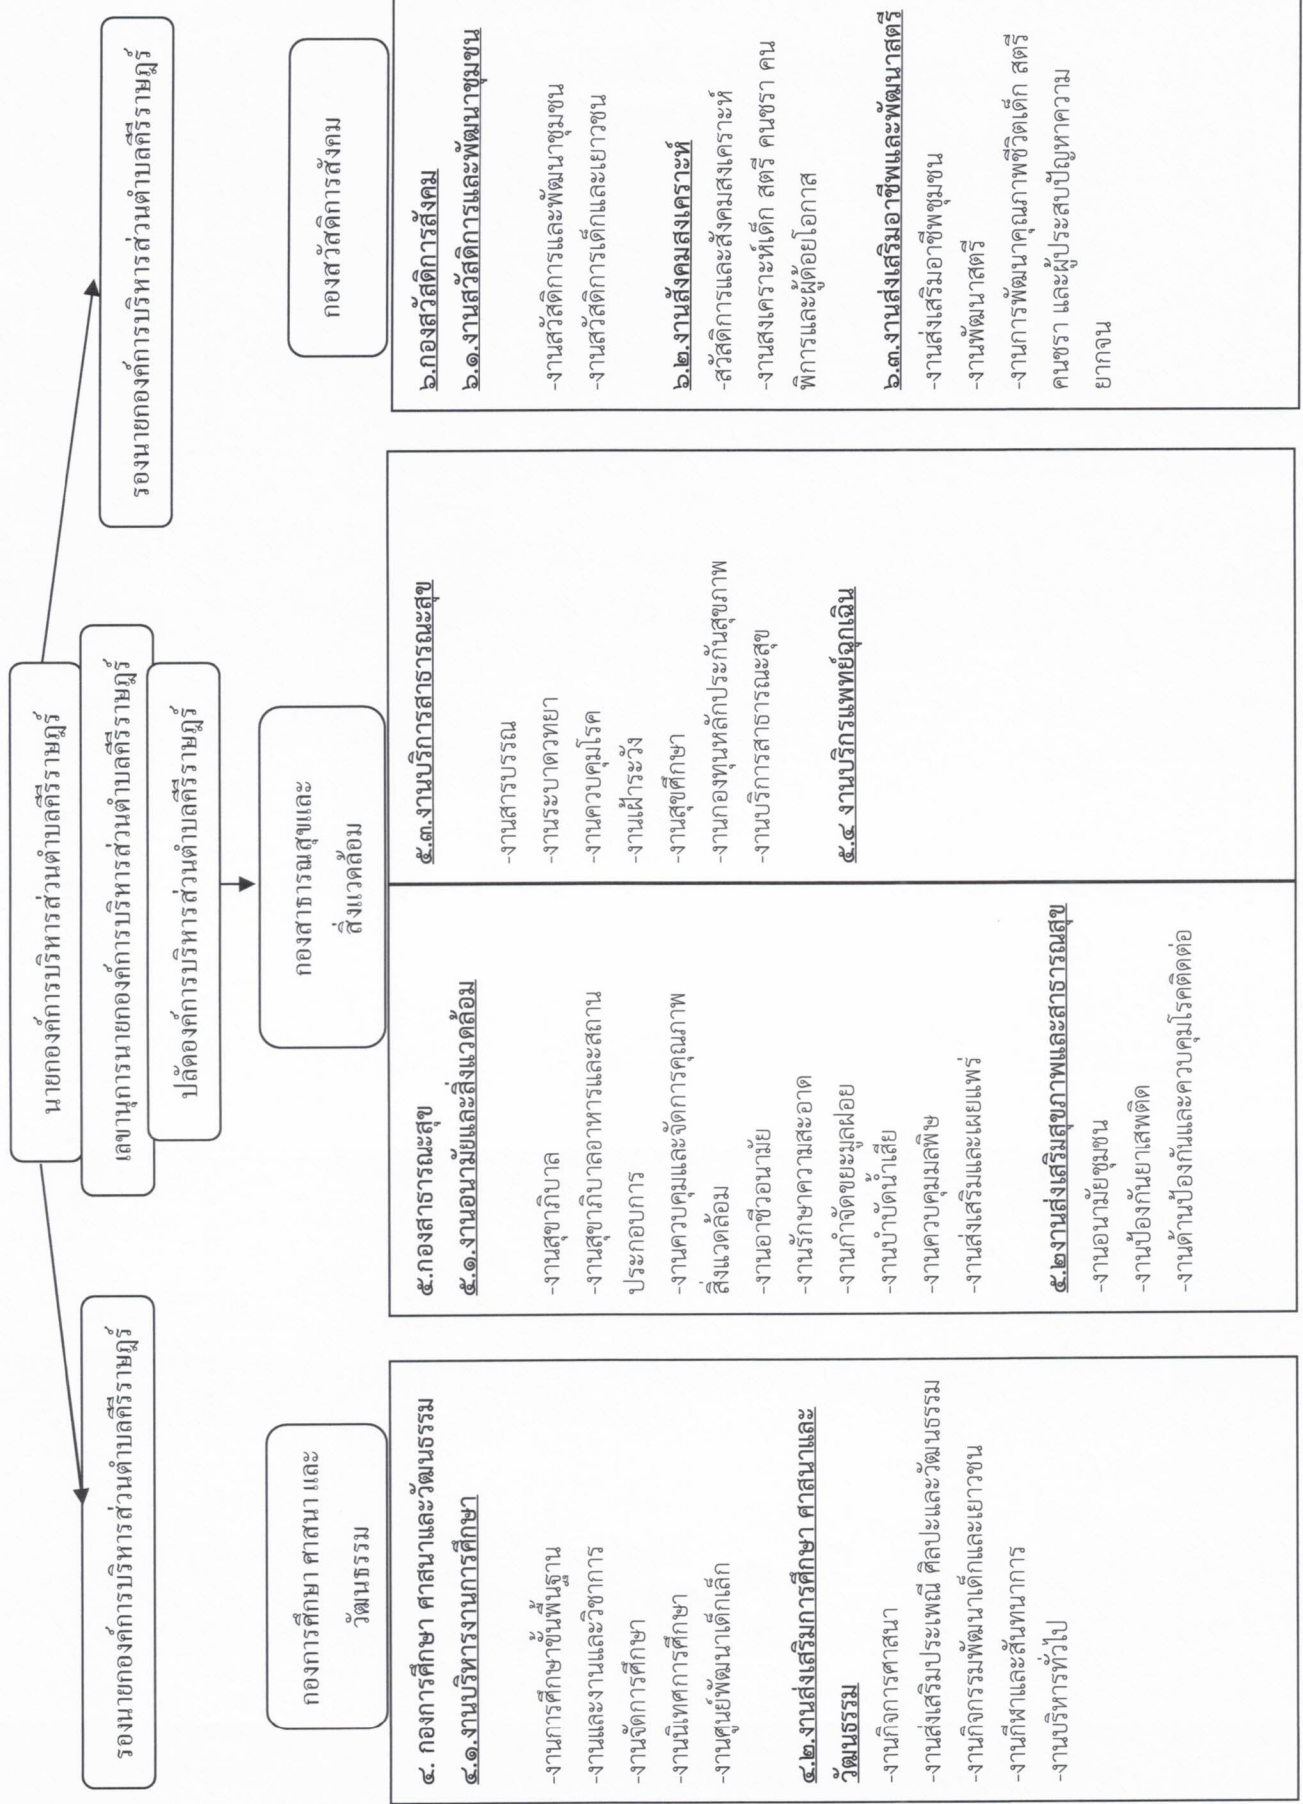 นายกองค์การบริหารส่วนตำบลคีรีราษฎร์
รองนายกองค์การบริหารส่วนตำบลคีรีราษฎร์
เลขานุการนายกองค์การบริหารส่วนตำบลคีรีราษฎร์
รองนายกองค์การบริหารส่วนตำบลคีรีราษฎร์
ปลัดองค์การบริหารส่วนตำบลคีรีราษฎร์
กองการศึกษา ศาสนา และ
วัฒนธรรม
กองสาธารณสุขและ
สิ่งแวดล้อม
กองสวัสดิการสังคม
๔. กองการศึกษา ศาสนาและวัฒนธรรม
๔.๑.งานบริหารงานการศึกษา
-งานการศึกษาขั้นพื้นฐาน
-งานและงานและวิชาการ
-งานจัดการศึกษา
-งานนิเทศการศึกษา
-งานศูนย์พัฒนาเด็กเล็ก
๔.๒.งานส่งเสริมการศึกษา ศาสนาและ
วัฒนธรรม
-งานกิจการศาสนา
-งานส่งเสริมประเพณี ศิลปะและวัฒนธรรม
-งานกิจกรรมพัฒนาเด็กและเยาวชน
-งานกีฬาและสันทนาการ
-งานบริหารทั่วไป
๕.กองสาธารณะสุข
๕.๑.งานอนามัยและสิ่งแวดล้อม
-งานสุขาภิบาล
-งานสุขาภิบาลอาหารและสถาน
ประกอบการ
-งานควบคุมและจัดการคุณภาพ
สิ่งแวดล้อม
-งานอาชีวอนามัย
-งานรักษาความสะอาด
-งานกำจัดขยะมูลฝอย
-งานบำบัดน้ำเสีย
-งานควบคุมมลพิษ
-งานส่งเสริมและเผยแพร่
๕.๒งานส่งเสริมสุขภาพและสาธารณสุข
-งานอนามัยชุมชน
-งานป้องกันยาเสพติด
-งานด้านป้องกันและควบคุมโรคติดต่อ
๕.๓.งานบริการสาธารณะสุข
-งานสารบรรณ
-งานระบาดวทยา
-งานควบคุมโรค
-งานเฝ้าระวัง
-งานสุขศึกษา
-งานกองทุนหลักประกันสุขภาพ
-งานบริการสาธารณะสุข
๕.๔ งานบริกรแพทย์ฉุกเฉิน
๖.กองสวัสดิการสังคม
๖.๑.งานสวัสดิการและพัฒนาชุมชน
-งานสวัสดิการและพัฒนาชุมชน
-งานสวัสดิการเด็กและเยาวชน
๖.๒.งานสังคมสงเคราะห์
-สวัสดิการและสังคมสงเคราะห์
-งานสงเคราะห์เด็ก สตรี คนชรา คน
พิการและผู้ด้อยโอกาส
๖.๓.งานส่งเสริมอาชีพและพัฒนาสตรี
-งานส่งเสริมอาชีพชุมชน
-งานพัฒนาสตรี
-งานการพัฒนาคุณภาพชีวิตเด็ก สตรี
คนชรา และผู้ประสบปัญหาความ
ยากจน